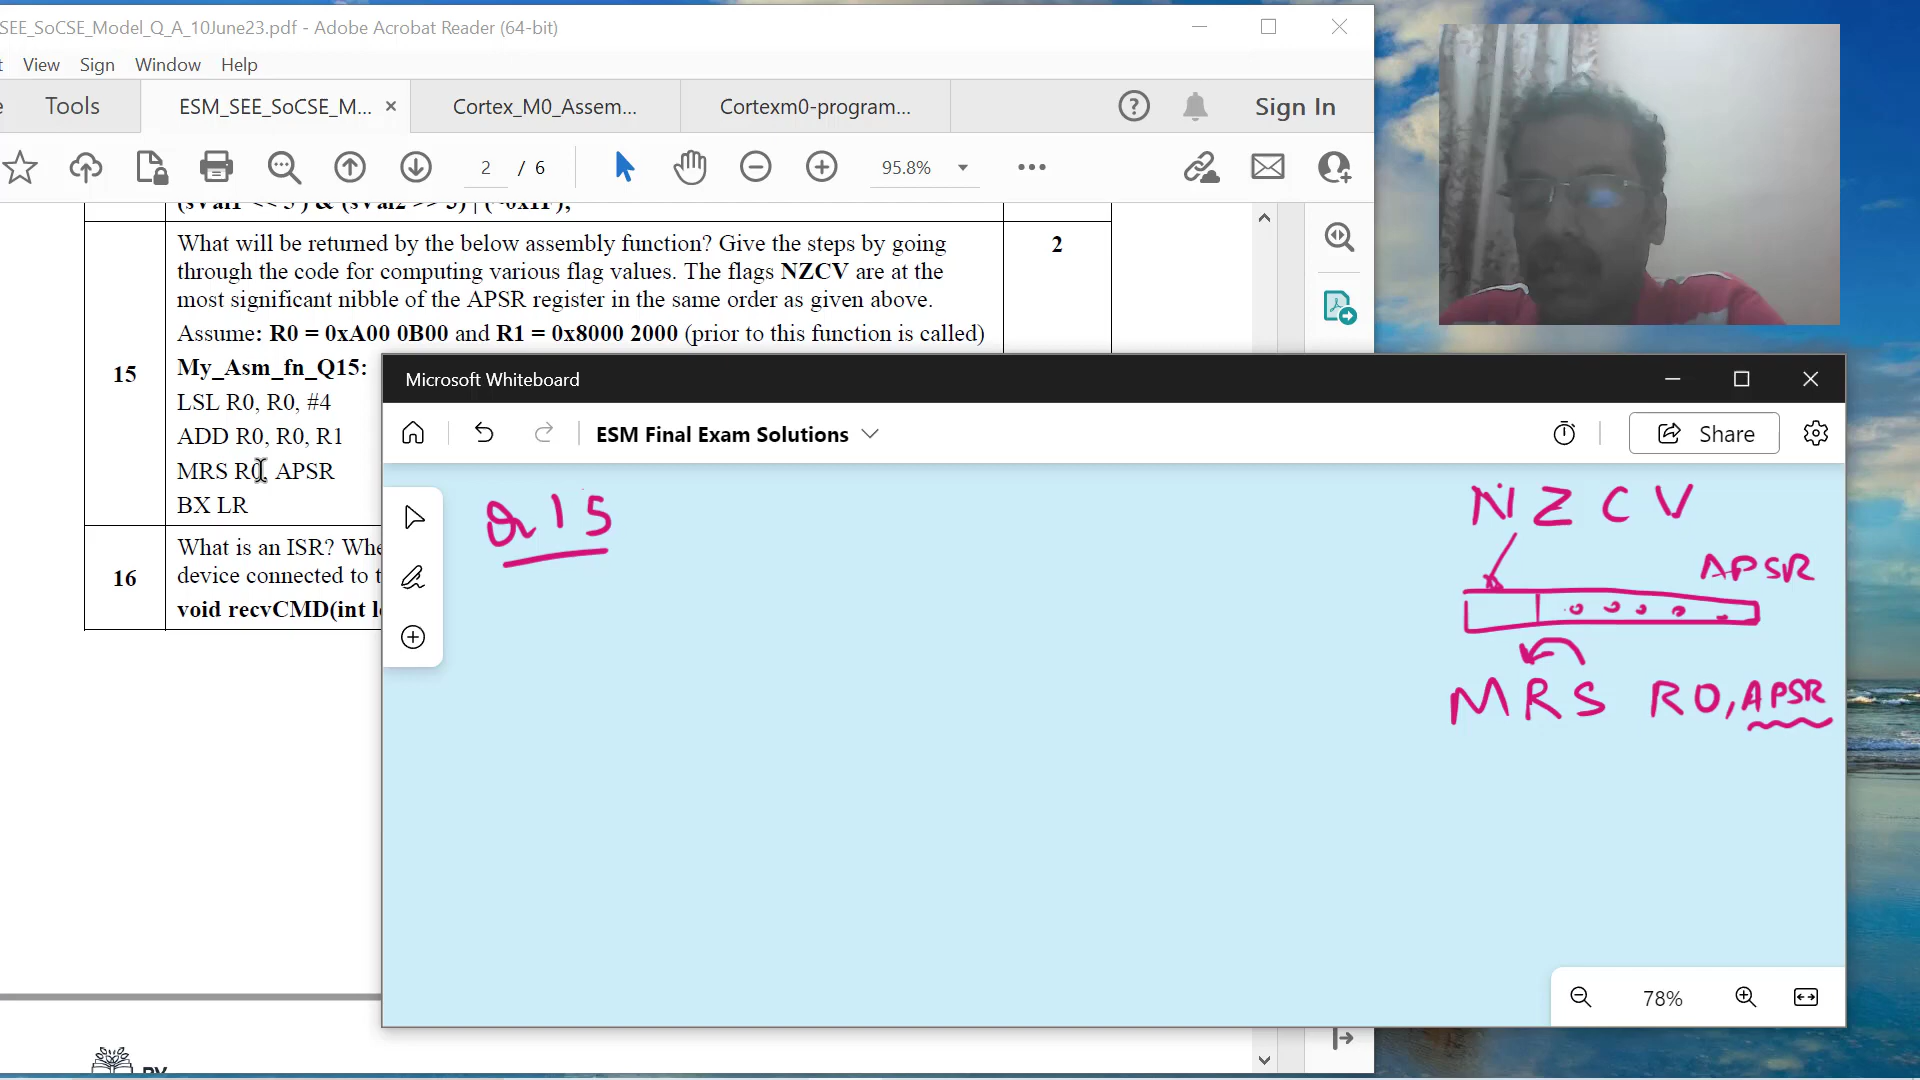 SEE_SoCSE_Model_Q_A_10June23.pdf - Adobe Acrobat Reader (64-bit)
View Sign Window Help
Tools
ESM_SEE_SoCSE_M...
Cortex_M0_Assem...
Cortexm0-program...
Sign In
2 / 6
95.8%
15
What will be returned by the below assembly function? Give the steps by going
through the code for computing various flag values. The flags NZCV are at the
most significant nibble of the APSR register in the same order as given above.
Assume: R0 = 0xA00 0B00 and R1 = 0x8000 2000 (prior to this function is called)
My_Asm_fn_Q15:
LSL R0, R0, #4
ADD R0, R0, R1
MRS R0, APSR
BX LR
2
16
What is an ISR? Whe
device connected to t
void recvCMD(int l
Microsoft Whiteboard
ESM Final Exam Solutions
Share
Q15
N Z C V
APSR
MRS R0, APSR
78%